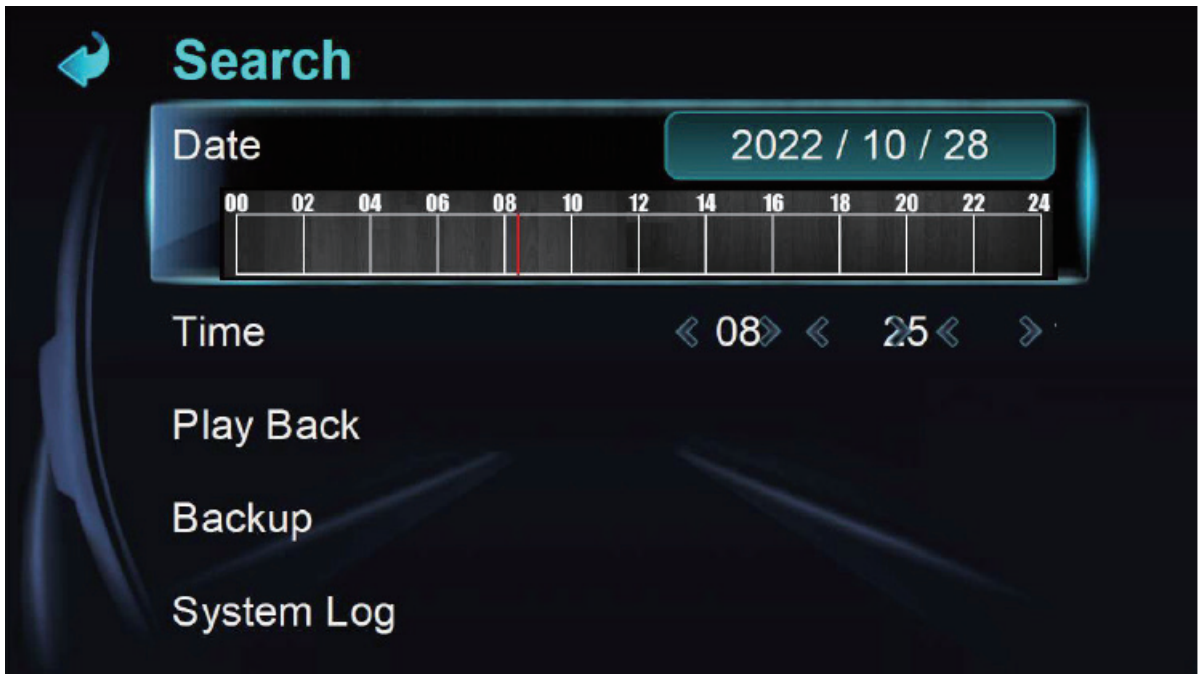 Search
Date 2022 / 10 / 28
00 02 04 06 08 10 12 14 16 18 20 22 24
Time 08 25
Play Back
Backup
System Log